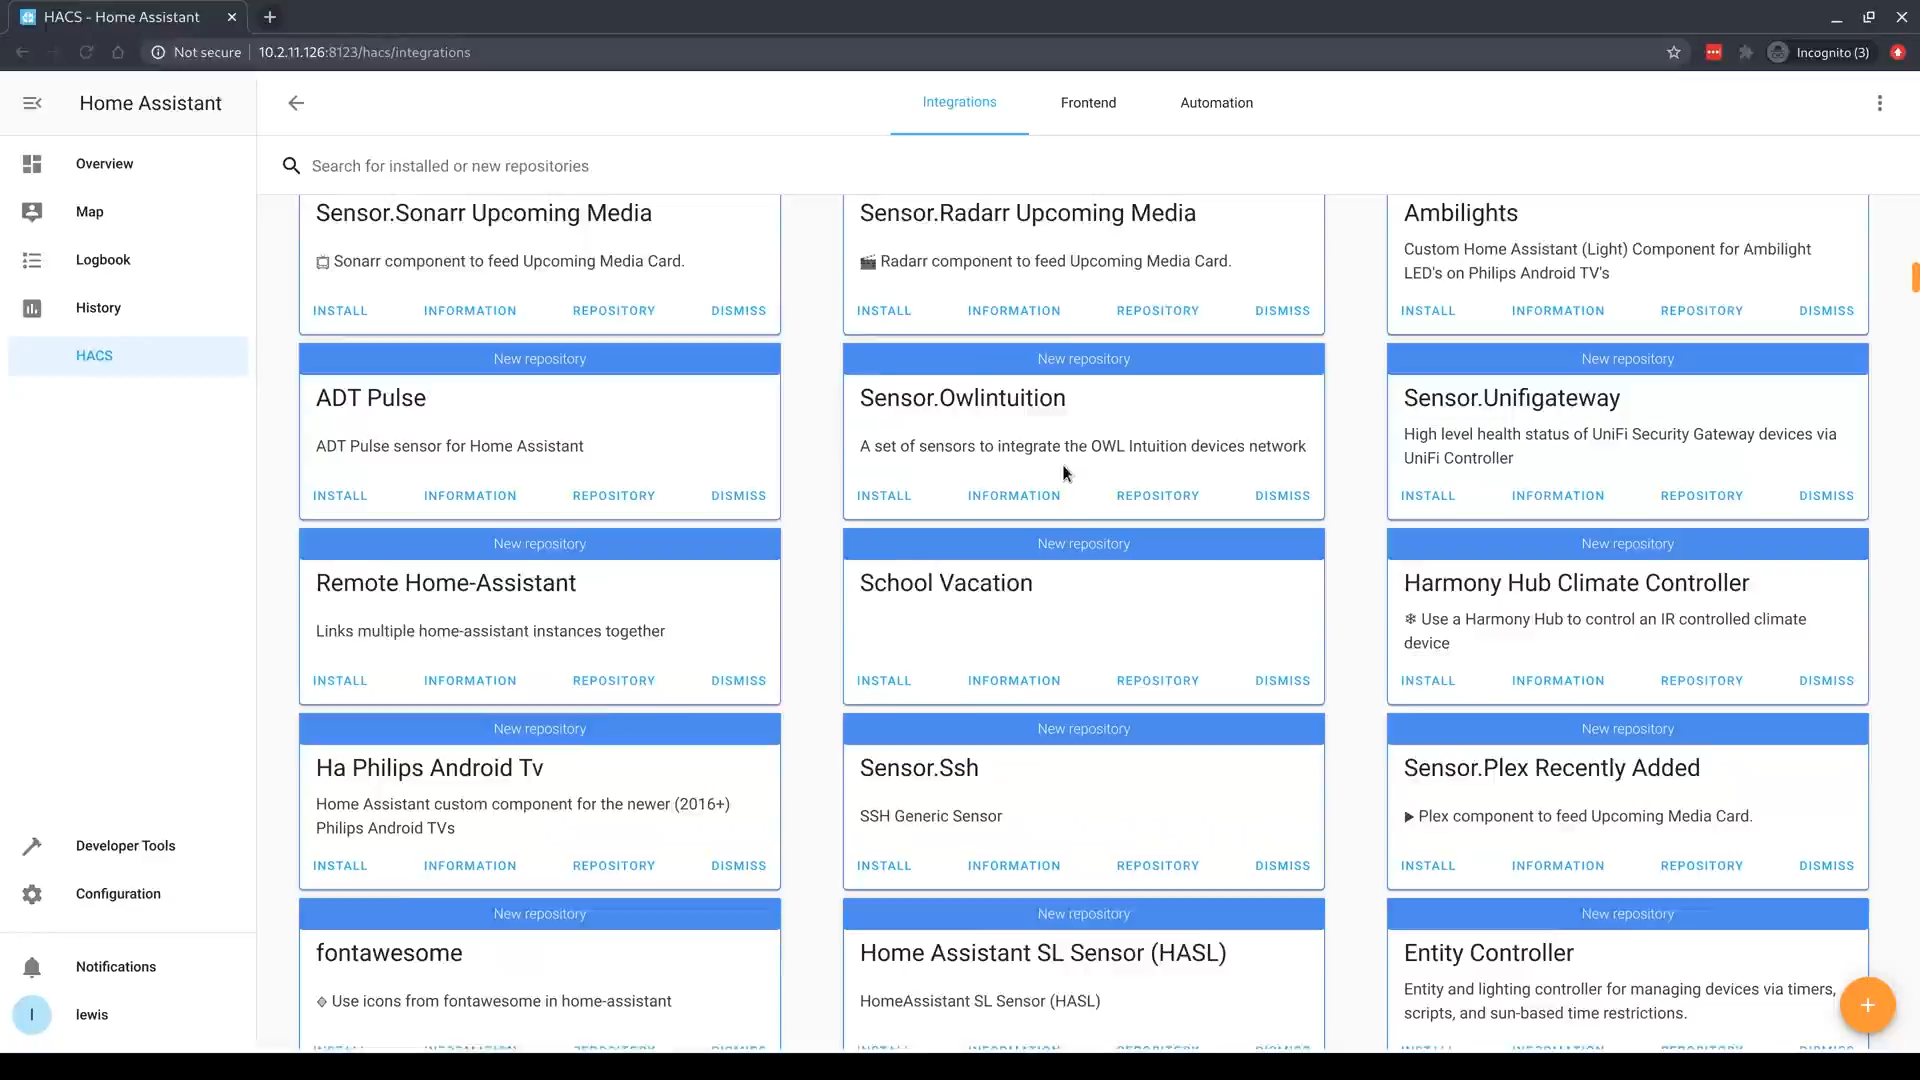 HACS - Home Assistant
Not secure
10.2.11.126:8123/hacs/integrations
Incognito (3)
Home Assistant
Integrations
Frontend
Automation
Search for installed or new repositories
Overview
Map
Logbook
History
HACS
Developer Tools
Configuration
Notifications
l
lewis
Sensor.Sonarr Upcoming Media
Sonarr component to feed Upcoming Media Card.
INSTALL INFORMATION REPOSITORY DISMISS
Sensor.Radarr Upcoming Media
Radarr component to feed Upcoming Media Card.
INSTALL INFORMATION REPOSITORY DISMISS
Ambilights
Custom Home Assistant (Light) Component for Ambilight
LED's on Philips Android TV's
INSTALL INFORMATION REPOSITORY DISMISS
New repository
ADT Pulse
ADT Pulse sensor for Home Assistant
INSTALL INFORMATION REPOSITORY DISMISS
New repository
Sensor.Owlintuition
A set of sensors to integrate the OWL Intuition devices network
INSTALL INFORMATION REPOSITORY DISMISS
New repository
Sensor.Unifigateway
High level health status of UniFi Security Gateway devices via
UniFi Controller
INSTALL INFORMATION REPOSITORY DISMISS
New repository
Remote Home-Assistant
Links multiple home-assistant instances together
INSTALL INFORMATION REPOSITORY DISMISS
New repository
School Vacation
INSTALL INFORMATION REPOSITORY DISMISS
New repository
Harmony Hub Climate Controller
❄ Use a Harmony Hub to control an IR controlled climate
device
INSTALL INFORMATION REPOSITORY DISMISS
New repository
Ha Philips Android Tv
Home Assistant custom component for the newer (2016+)
Philips Android TVs
INSTALL INFORMATION REPOSITORY DISMISS
New repository
Sensor.Ssh
SSH Generic Sensor
INSTALL INFORMATION REPOSITORY DISMISS
New repository
Sensor.Plex Recently Added
▶ Plex component to feed Upcoming Media Card.
INSTALL INFORMATION REPOSITORY DISMISS
New repository
fontawesome
Use icons from fontawesome in home-assistant
New repository
Home Assistant SL Sensor (HASL)
HomeAssistant SL Sensor (HASL)
New repository
Entity Controller
Entity and lighting controller for managing devices via timers,
scripts, and sun-based time restrictions.